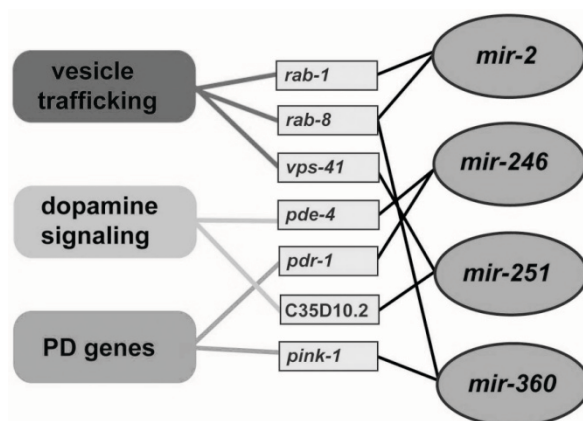 vesicle
trafficking
dopamine
signaling
PD genes
rab-1
rab-8
vps-41
pde-4
pdr-1
C35D10.2
pink-1
mir-2
mir-246
mir-251
mir-360